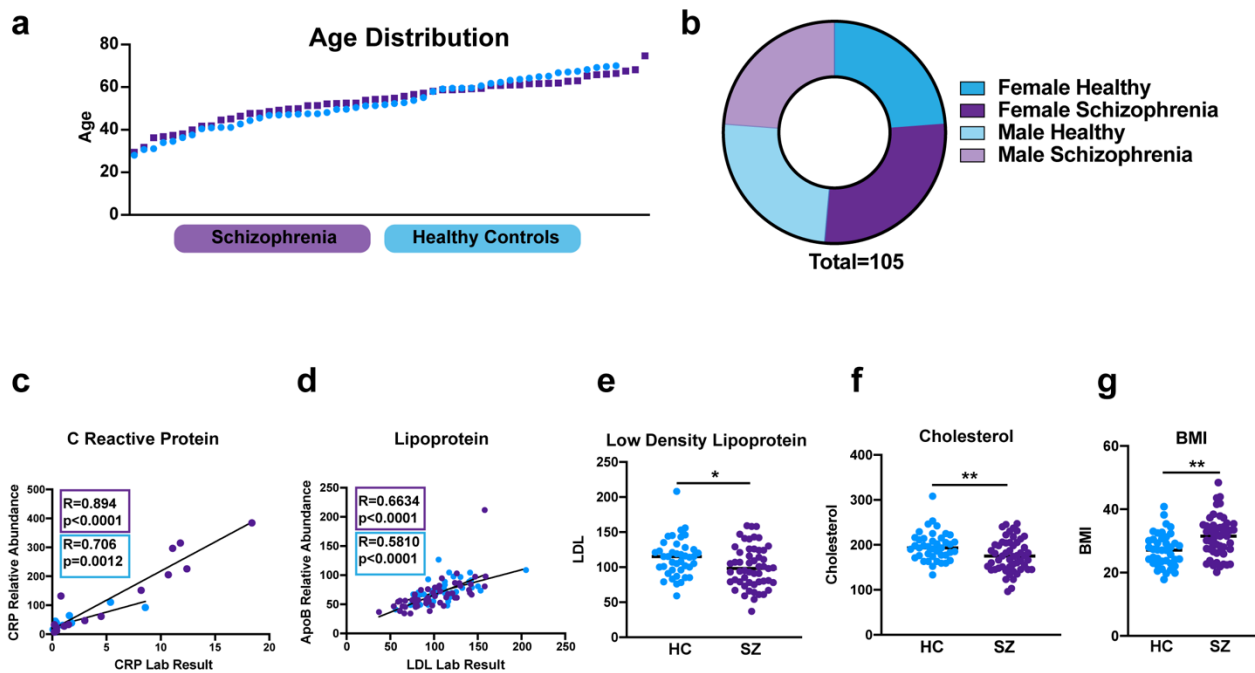 a
Age Distribution
80
60
40
20
0
Age
Schizophrenia
Healthy Controls
b
Female Healthy
Female Schizophrenia
Male Healthy
Male Schizophrenia
Total=105
c
C Reactive Protein
500
400
300
200
100
0
CRP Relative Abundance
R=0.894
p<0.0001
R=0.706
p=0.0012
0 5 10 15 20
CRP Lab Result
d
Lipoprotein
250
200
150
100
50
0
ApoB Relative Abundance
R=0.6634
p<0.0001
R=0.5810
p<0.0001
0 50 100 150 200 250
LDL Lab Result
e
Low Density Lipoprotein
250
200
150
100
50
0
LDL
*
HC SZ
f
Cholesterol
400
300
200
100
0
Cholesterol
**
HC SZ
g
BMI
60
40
20
0
BMI
**
HC SZ